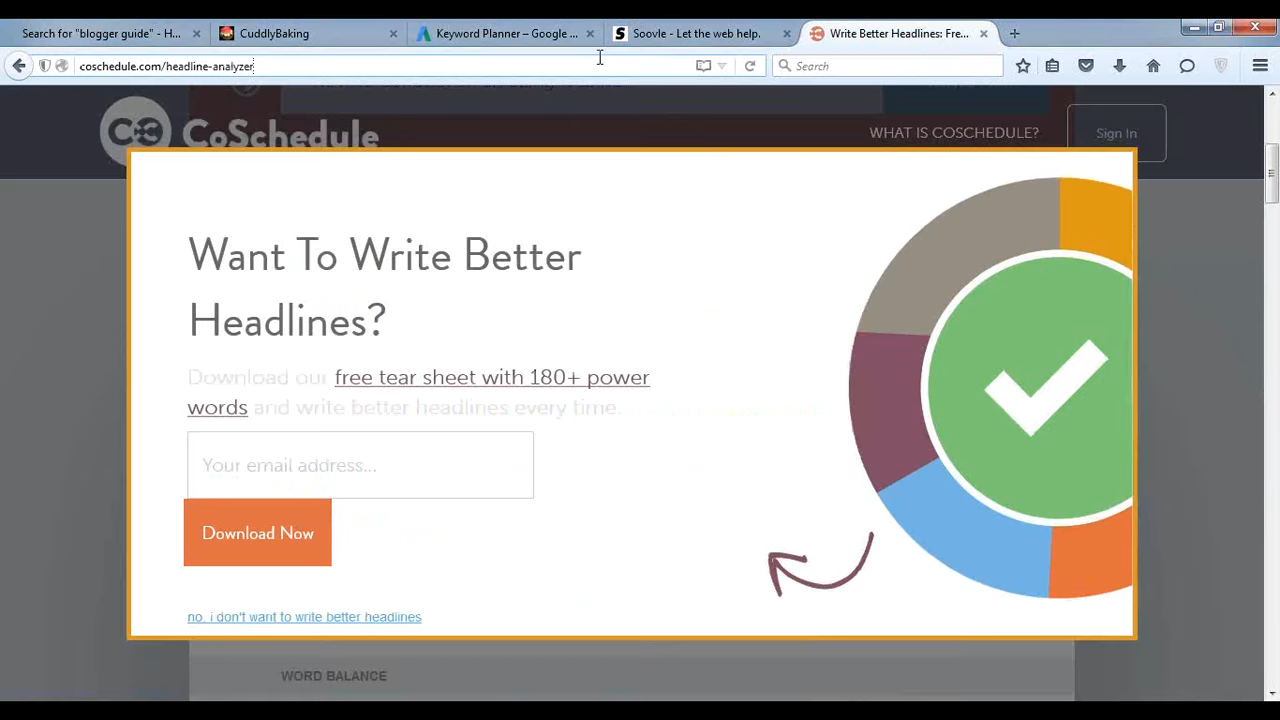 Search for "blogger guide" - H...
CuddlyBaking
Keyword Planner – Google ...
Soovle - Let the web help.
Write Better Headlines: Fre...
coschedule.com/headline-analyzer
Search
CoSchedule
WHAT IS COSCHEDULE?
Sign In
Want To Write Better
Headlines?
Download our free tear sheet with 180+ power
words and write better headlines every time.
Your email address...
Download Now
no. i don't want to write better headlines
WORD BALANCE